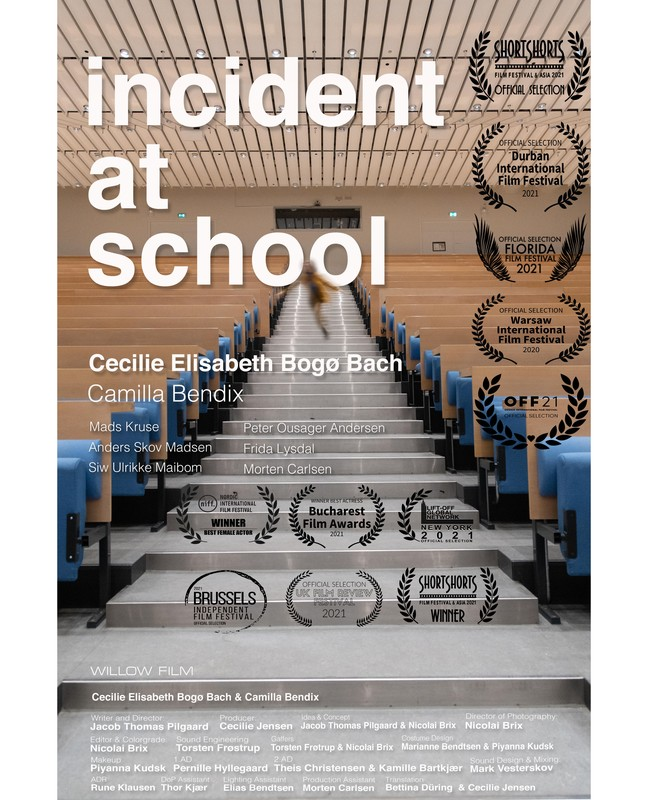 incident
at
school
SHORTSHORTS
FILM FESTIVAL & ASIA 2021
OFFICIAL SELECTION
OFFICIAL SELECTION
Durban
International
Film Festival
2021
OFFICIAL SELECTION
FLORIDA
FILM FESTIVAL
2021
OFFICIAL SELECTION
Warsaw
International
Film Festival
2020
OFF21
OFFICIAL SELECTION
Cecilie Elisabeth Bogø Bach
Camilla Bendix
Mads Kruse
Peter Ousager Andersen
Anders Skov Madsen
Frida Lysdal
Siw Ulrikke Maibom
Morten Carlsen
niff
NORDIC
INTERNATIONAL
FILM FESTIVAL
WINNER
BEST FEMALE ACTOR
WINNER BEST ACTRESS
Bucharest
Film Awards
2021
LIFT-OFF
GLOBAL
NETWORK
NEW YORK
2021
OFFICIAL SELECTION
BRUSSELS
INDEPENDENT
FILM FESTIVAL
OFFICIAL SELECTION
OFFICIAL SELECTION
UK FILM REVIEW
FESTIVAL
2021
SHORTSHORTS
FILM FESTIVAL & ASIA 2021
WINNER
WILLOW FILM
Cecilie Elisabeth Bogø Bach & Camilla Bendix
Writer and Director: Producer Idea & Concept Director of Photography:
Jacob Thomas Pilgaard Cecilie Jensen Jacob Thomas Pilgaard & Nicolai Brix Nicolai Brix
Editor & Colorgrade: Sound Engineering Gaffers Costume Design
Nicolai Brix Torsten Frøstrup Torsten Frøtrup & Nicolai Brix Marianne Bendtsen & Piyanna Kudsk
Makeup 1.AD 2.AD Sound Design & Mixing:
Piyanna Kudsk Pernille Hyllegaard Theis Christensen & Kamille Bartkjær Mark Vesterskov
ADR: DoP Assistant Lighting Assistant Production Assistant Translation:
Rune Klausen Thor Kjær Elias Bendtsen Morten Carlsen Bettina Düring & Cecilie Jensen